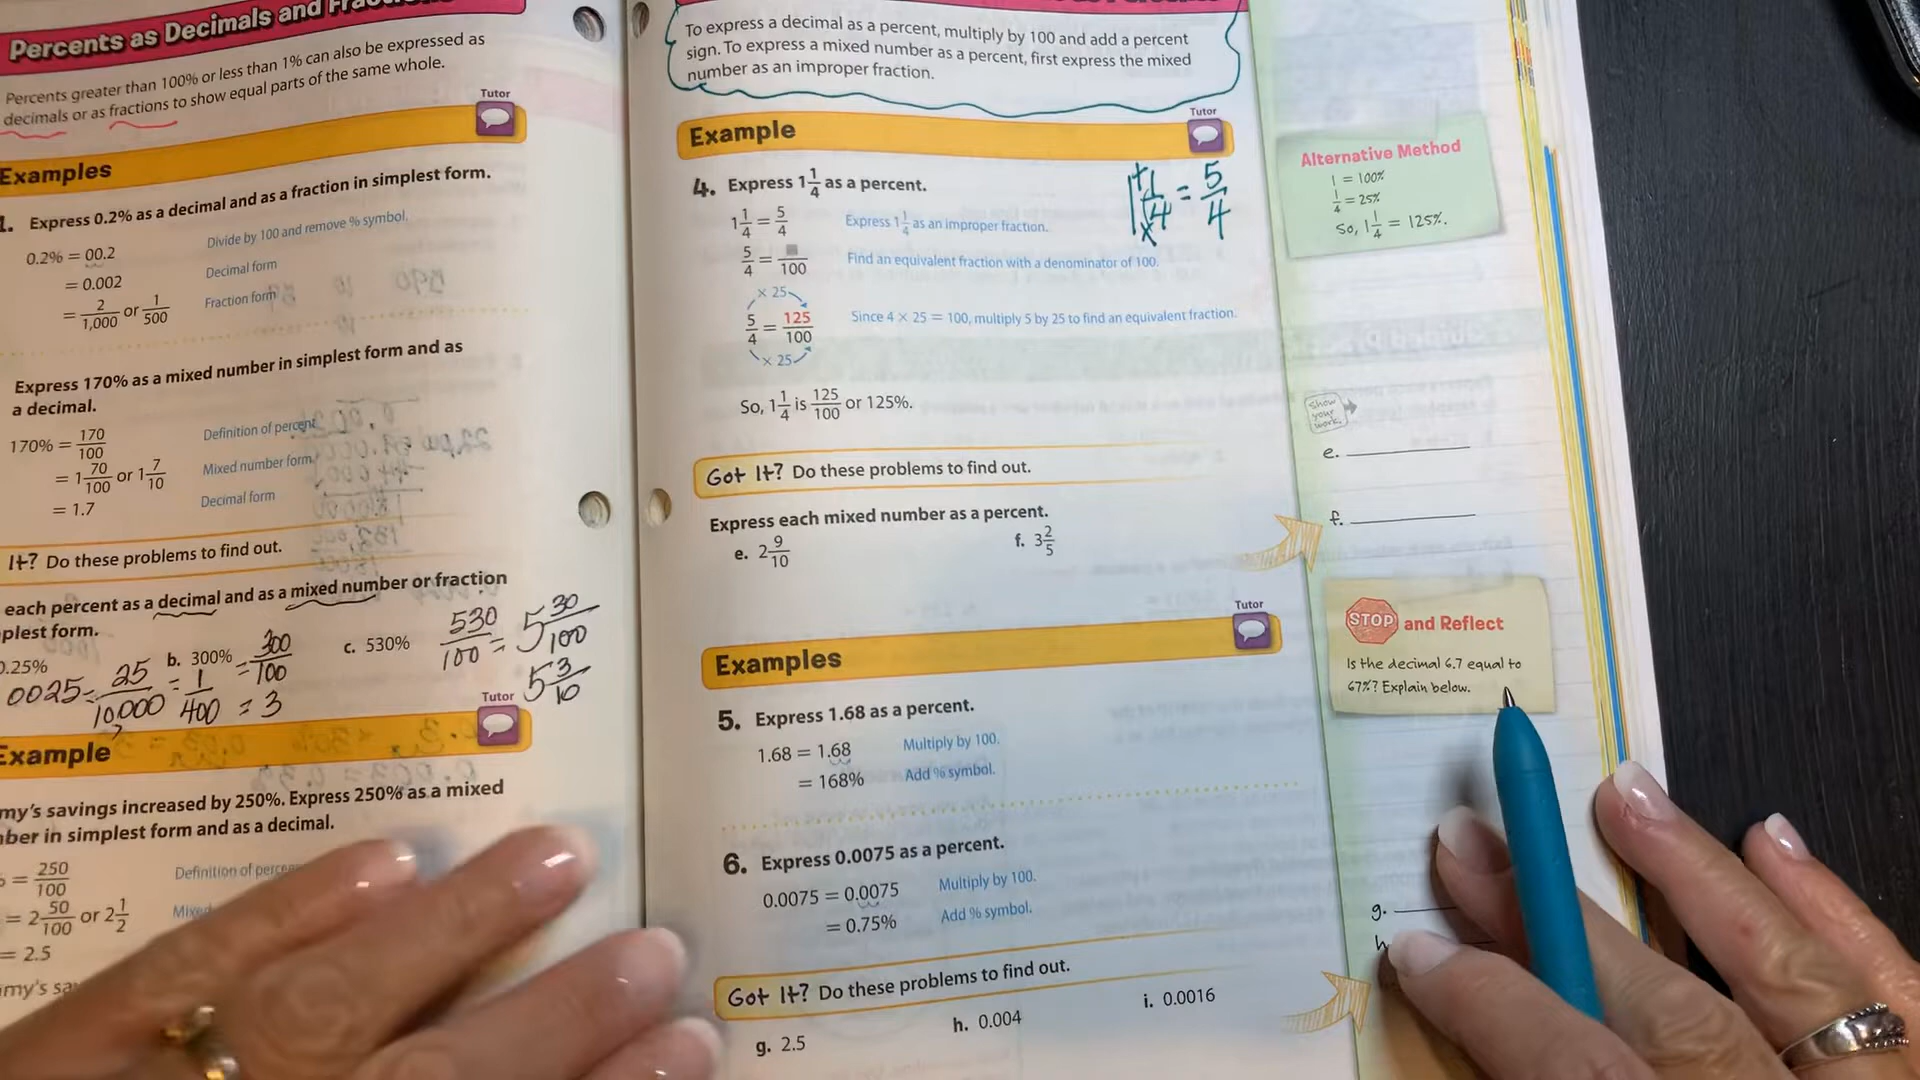 Percents as Decimals and
Percents greater than 100% or less than 1% can also be expressed as
decimals or as fractions to show equal parts of the same whole.
Tutor
Examples
1. Express 0.2% as a decimal and as a fraction in simplest form.
0.2% = 00.2 Divide by 100 and remove % symbol.
= 0.002 Decimal form
= 2/1,000 or 1/500 Fraction form
Express 170% as a mixed number in simplest form and as
a decimal.
170% = 170/100 Definition of percent
= 1 70/100 or 1 7/10 Mixed number form
= 1.7 Decimal form
It? Do these problems to find out.
each percent as a decimal and as a mixed number or fraction
plest form.
0.25% b. 300% = 300/100 c. 530% 530/100 = 5 30/100
0025 = 25/10,000 = 1/400 = 3 5 3/10
Tutor
Example
my's savings increased by 250%. Express 250% as a mixed
ber in simplest form and as a decimal.
= 250/100 Definition of
= 2 50/100 or 2 1/2
= 2.5
my's
To express a decimal as a percent, multiply by 100 and add a percent
sign. To express a mixed number as a percent, first express the mixed
number as an improper fraction.
Tutor
Example
4. Express 1 1/4 as a percent.
1 + 1/4 x = 5/4
1 1/4 = 5/4 Express 1 1/4 as an improper fraction.
5/4 = ■/100 Find an equivalent fraction with a denominator of 100.
× 25
5/4 = 125/100 Since 4 × 25 = 100, multiply 5 by 25 to find an equivalent fraction.
× 25
So, 1 1/4 is 125/100 or 125%.
Got It? Do these problems to find out.
Express each mixed number as a percent.
e. 2 9/10 f. 3 2/5
Tutor
Examples
5. Express 1.68 as a percent.
1.68 = 1.68 Multiply by 100.
= 168% Add % symbol.
6. Express 0.0075 as a percent.
0.0075 = 0.0075 Multiply by 100.
= 0.75% Add % symbol.
Got It? Do these problems to find out.
g. 2.5 h. 0.004 i. 0.0016
Alternative Method
1 = 100%
1/4 = 25%
So, 1 1/4 = 125%.
Show
your
work.
e.
f.
STOP and Reflect
Is the decimal 6.7 equal to
67%? Explain below.
g.
h